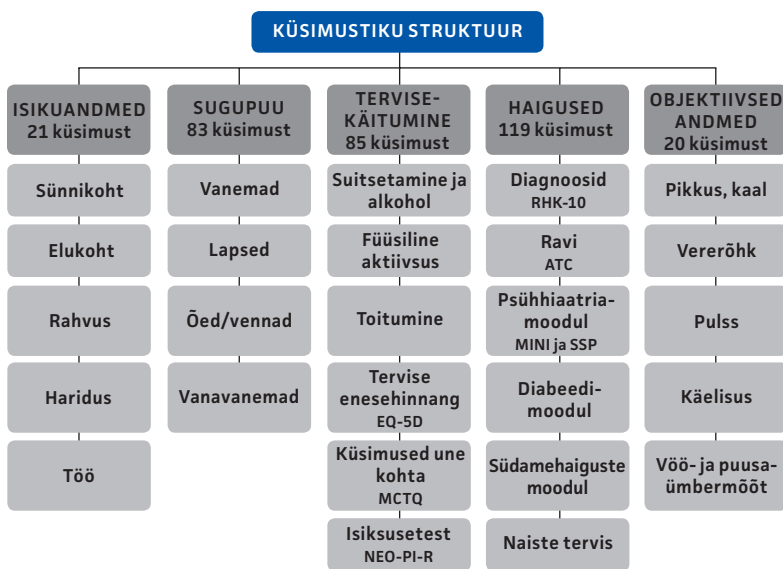 KÜSIMUSTIKU STRUKTUUR
ISIKUANDMED
21 küsimust
Sünnikoht
Elukoht
Rahvus
Haridus
Töö
SUGUPUU
83 küsimust
Vanemad
Lapsed
Õed/vennad
Vanavanemad
TERVISE-
KÄITUMINE
85 küsimust
Suitsetamine ja
alkohol
Füüsiline
aktiivsus
Toitumine
Tervise
enesehinnang
EQ-5D
Küsimused une
kohta
MCTQ
Isiksusetest
NEO-PI-R
HAIGUSED
119 küsimust
Diagnoosid
RHK-10
Ravi
ATC
Psühhiaatria-
moodul
MINI ja SSP
Diabeedi-
moodul
Südamehaiguste
moodul
Naiste tervis
OBJEKTIIVSED
ANDMED
20 küsimust
Pikkus, kaal
Vererõhk
Pulss
Käelisus
Vöö- ja puusa-
ümbermõõt